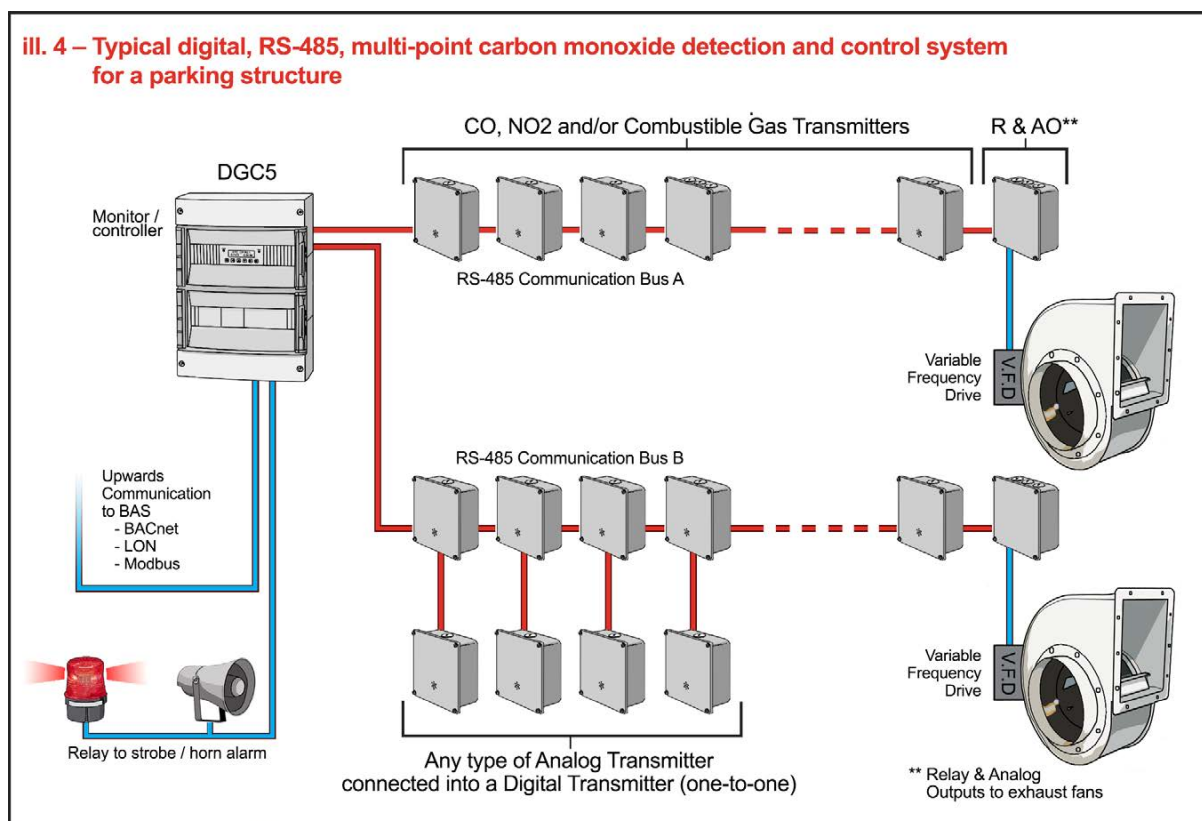 ill. 4 – Typical digital, RS-485, multi-point carbon monoxide detection and control system
for a parking structure
CO, NO2 and/or Combustible Gas Transmitters
R & AO**
DGC5
Monitor /
controller
RS-485 Communication Bus A
Variable
Frequency
Drive
V.F.D
RS-485 Communication Bus B
Upwards
Communication
to BAS
- BACnet
- LON
- Modbus
Variable
Frequency
Drive
V.F.D
Relay to strobe / horn alarm
Any type of Analog Transmitter
connected into a Digital Transmitter (one-to-one)
** Relay & Analog
Outputs to exhaust fans